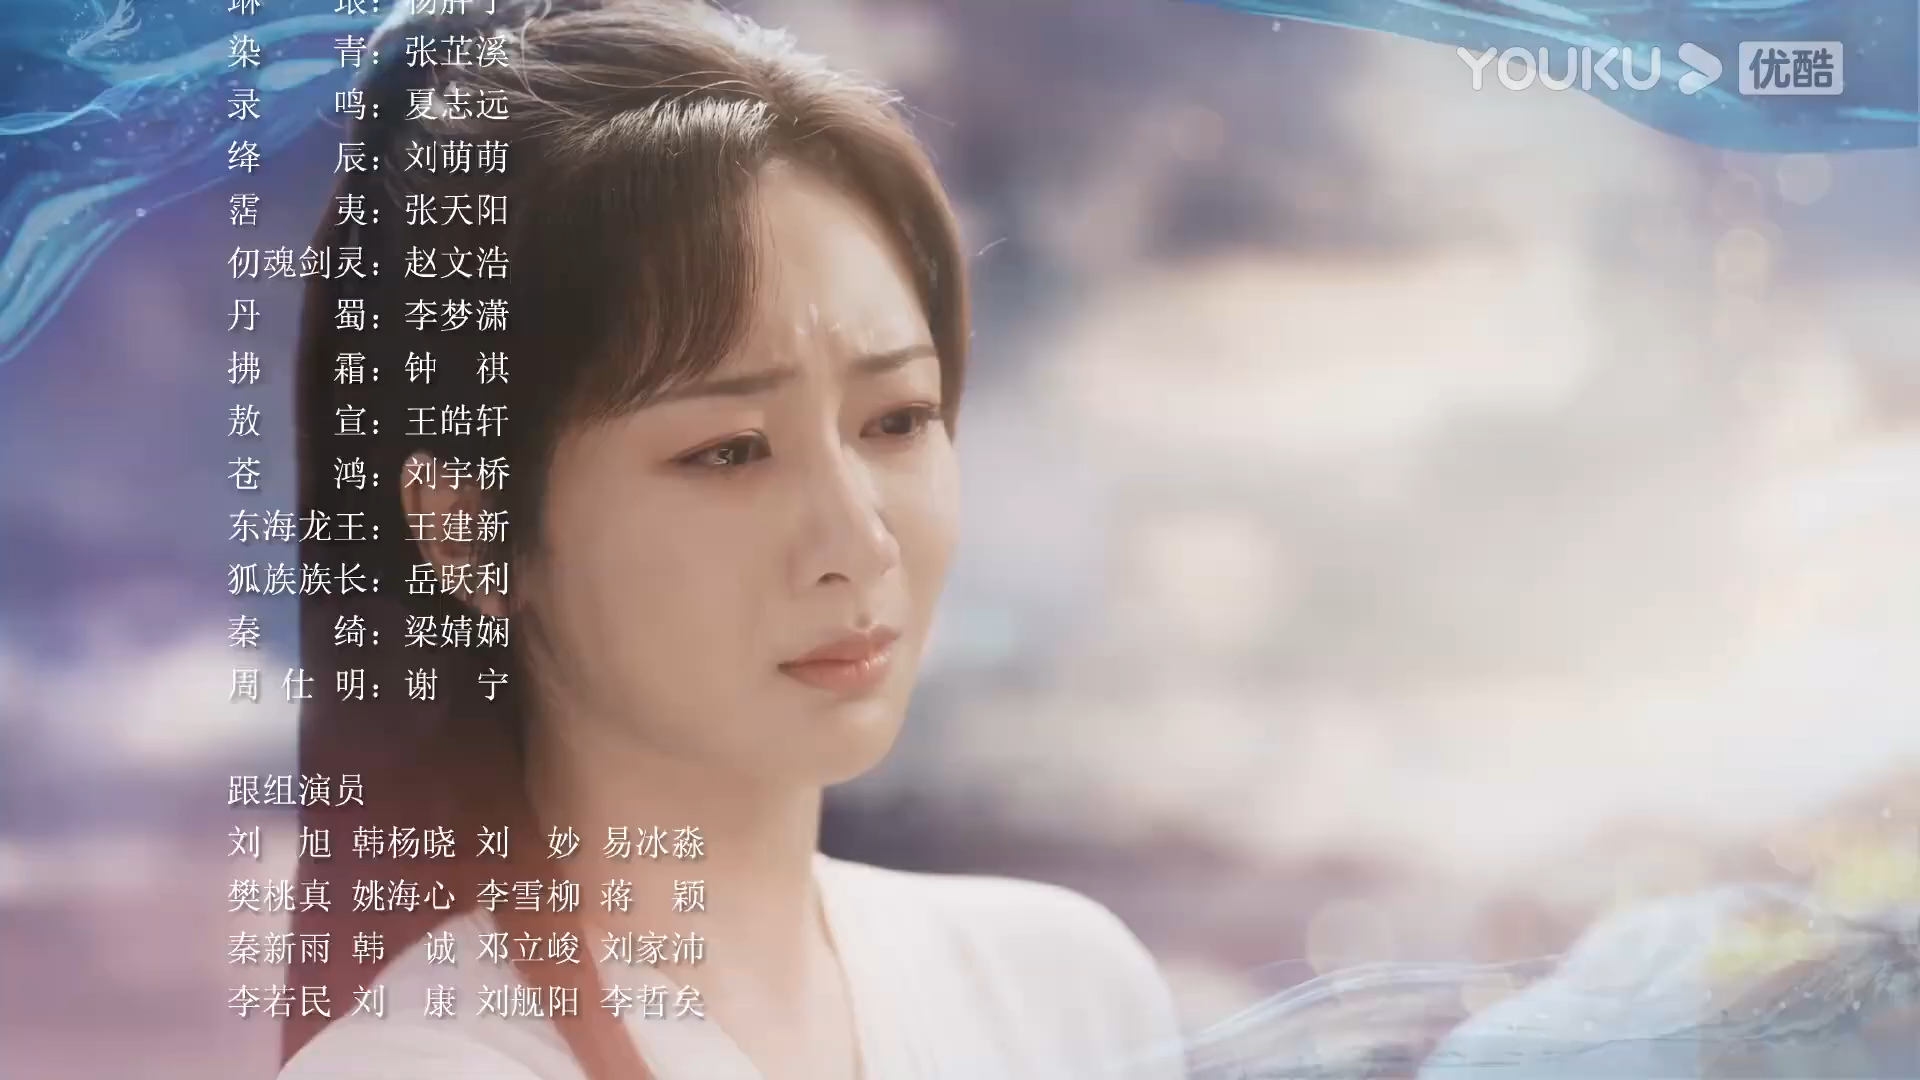 YOUKU 优酷
染青：张芷溪
录鸣：夏志远
绛辰：刘萌萌
霑夷：张天阳
仞魂剑灵：赵文浩
丹蜀：李梦潇
拂霜：钟祺
敖宣：王皓轩
苍鸿：刘宇桥
东海龙王：王建新
狐族族长：岳跃利
秦绮：梁婧娴
周仕明：谢宁
跟组演员
刘旭 韩杨晓 刘妙 易冰淼
樊桃真 姚海心 李雪柳 蒋颖
秦新雨 韩诚 邓立峻 刘家沛
李若民 刘康 刘舰阳 李哲矣